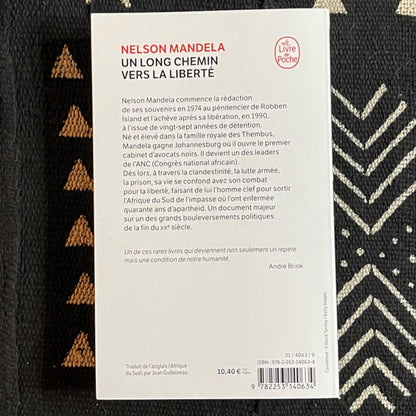 NELSON MANDELA
UN LONG CHEMIN
VERS LA LIBERTÉ
Le
Livre
de
Poche
Nelson Mandela commence la rédaction
de ses souvenirs en 1974 au pénitencier de Robben
Island et l'achève après sa libération, en 1990,
à l'issue de vingt-sept années de détention.
Né et élevé dans la famille royale des Thembus,
Mandela gagne Johannesburg où il ouvre le premier
cabinet d'avocats noirs. Il devient un des leaders
de l'ANC (Congrès national africain).
Dès lors, à travers la clandestinité, la lutte armée,
la prison, sa vie se confond avec son combat
pour la liberté, faisant de lui l'homme clef pour sortir
l'Afrique du Sud de l'impasse où l'ont enfermée
quarante ans d'apartheid. Un document majeur
sur un des grands bouleversements politiques
de la fin du XXe siècle.
Un de ces rares livres qui deviennent non seulement un repère
mais une condition de notre humanité.
André Brink.
Traduit de l'anglais (Afrique
du Sud) par Jean Guiloineau.
10,40 €
31 / 4063 / 9
ISBN : 978-2-253-14063-4
9 782253 140634
Couverture : © David Turnley / Getty Images.